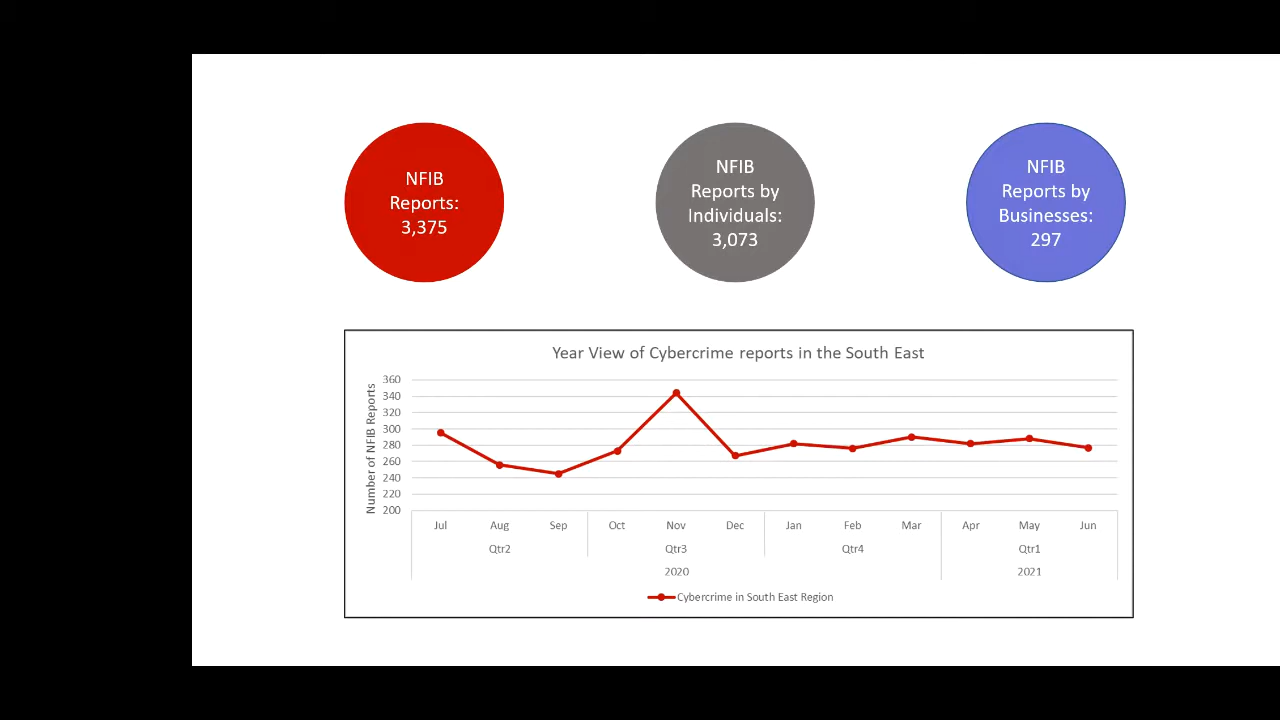 NFIB
Reports:
3,375
NFIB
Reports by
Individuals:
3,073
NFIB
Reports by
Businesses:
297
Year View of Cybercrime reports in the South East
Number of NFIB Reports
360
340
320
300
280
260
240
220
200
Jul Aug Sep Oct Nov Dec Jan Feb Mar Apr May Jun
Qtr2 Qtr3 Qtr4 Qtr1
2020 2021
Cybercrime in South East Region